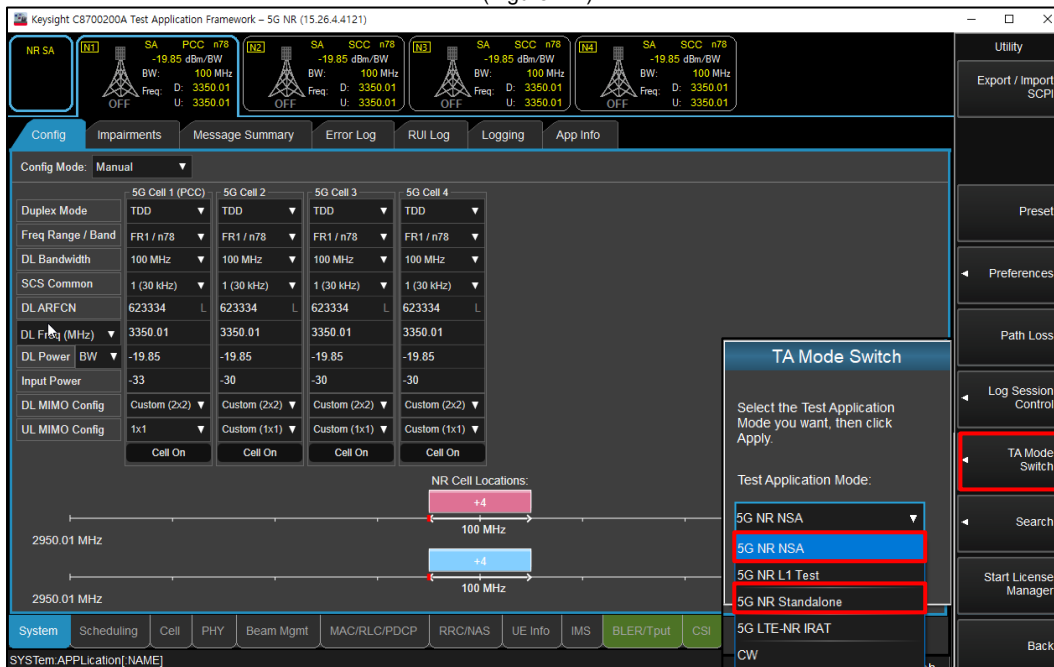 Keysight C8700200A Test Application Framework – 5G NR (15.26.4.4121)
NR SA
N1 SA PCC n78
-19.85 dBm/BW
BW: 100 MHz
Freq: D: 3350.01
OFF U: 3350.01
N2 SA SCC n78
-19.85 dBm/BW
BW: 100 MHz
Freq: D: 3350.01
OFF U: 3350.01
N3 SA SCC n78
-19.85 dBm/BW
BW: 100 MHz
Freq: D: 3350.01
OFF U: 3350.01
N4 SA SCC n78
-19.85 dBm/BW
BW: 100 MHz
Freq: D: 3350.01
OFF U: 3350.01
Config Impairments Message Summary Error Log RUI Log Logging App Info
Config Mode: Manual
5G Cell 1 (PCC) 5G Cell 2 5G Cell 3 5G Cell 4
Duplex Mode TDD TDD TDD TDD
Freq Range / Band FR1 / n78 FR1 / n78 FR1 / n78 FR1 / n78
DL Bandwidth 100 MHz 100 MHz 100 MHz 100 MHz
SCS Common 1 (30 kHz) 1 (30 kHz) 1 (30 kHz) 1 (30 kHz)
DL ARFCN 623334 L 623334 L 623334 L 623334 L
DL Freq (MHz) 3350.01 3350.01 3350.01 3350.01
DL Power BW -19.85 -19.85 -19.85 -19.85
Input Power -33 -30 -30 -30
DL MIMO Config Custom (2x2) Custom (2x2) Custom (2x2) Custom (2x2)
UL MIMO Config 1x1 Custom (1x1) Custom (1x1) Custom (1x1)
Cell On Cell On Cell On Cell On
NR Cell Locations:
+4
100 MHz
2950.01 MHz
+4
100 MHz
2950.01 MHz
TA Mode Switch
Select the Test Application
Mode you want, then click
Apply.
Test Application Mode:
5G NR NSA
5G NR NSA
5G NR L1 Test
5G NR Standalone
5G LTE-NR IRAT
CW
System Scheduling Cell PHY Beam Mgmt MAC/RLC/PDCP RRC/NAS UE Info IMS BLER/Tput CSI
SYSTem:APPLication[:NAME]
Utility
Export / Import
SCPI
Preset
Preferences
Path Loss
Log Session
Control
TA Mode
Switch
Search
Start License
Manager
Back